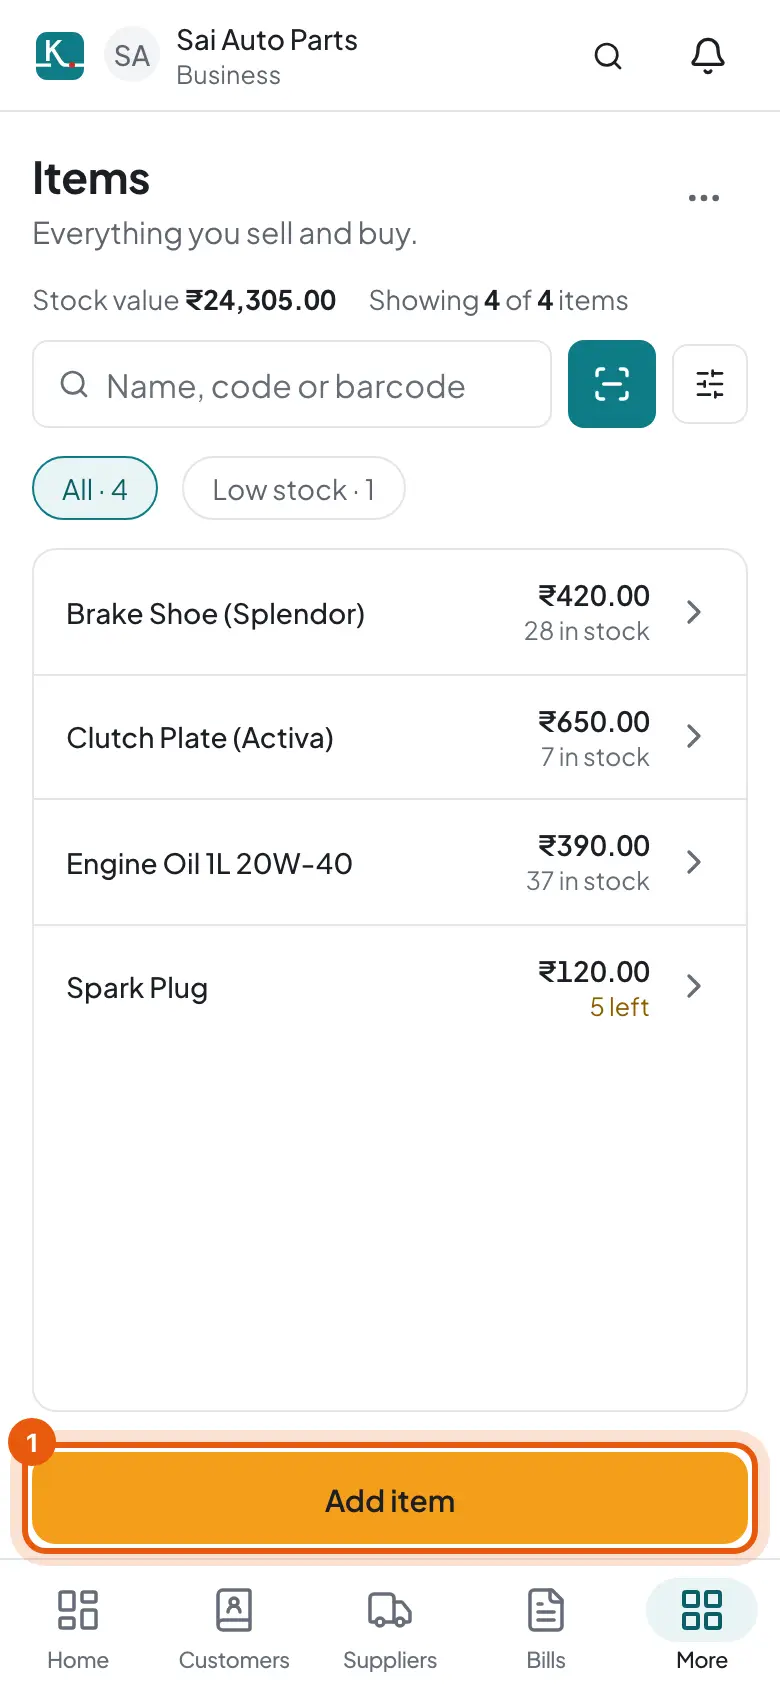 K.
SA
Sai Auto Parts
Business
Items
Everything you sell and buy.
Stock value ₹24,305.00 Showing 4 of 4 items
Name, code or barcode
All · 4
Low stock · 1
Brake Shoe (Splendor)
₹420.00
28 in stock
Clutch Plate (Activa)
₹650.00
7 in stock
Engine Oil 1L 20W-40
₹390.00
37 in stock
Spark Plug
₹120.00
5 left
1
Add item
Home
Customers
Suppliers
Bills
More